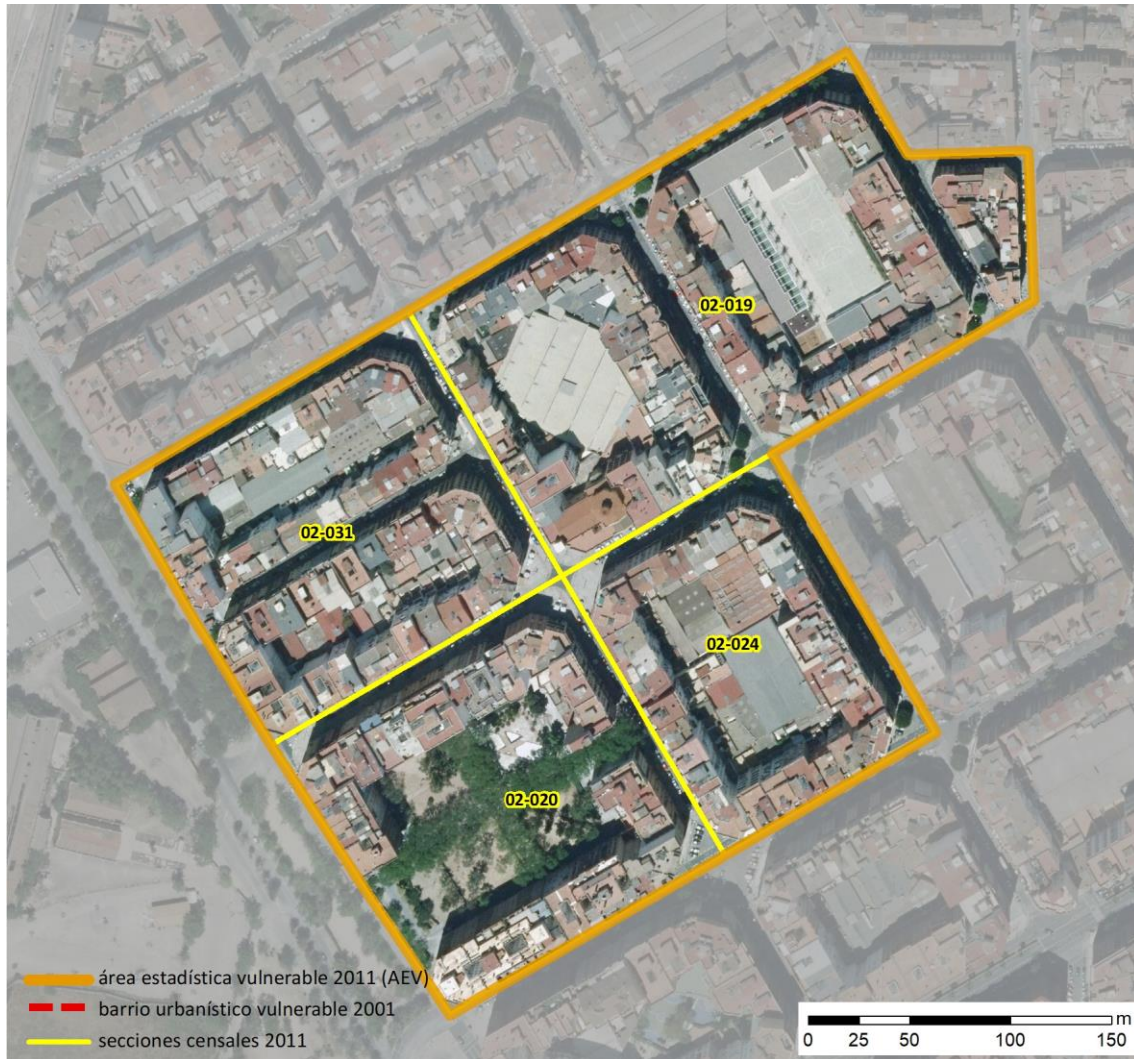 02-019
02-031
02-024
02-020
área estadística vulnerable 2011 (AEV)
barrio urbanístico vulnerable 2001
secciones censales 2011
m
0 25 50 100 150